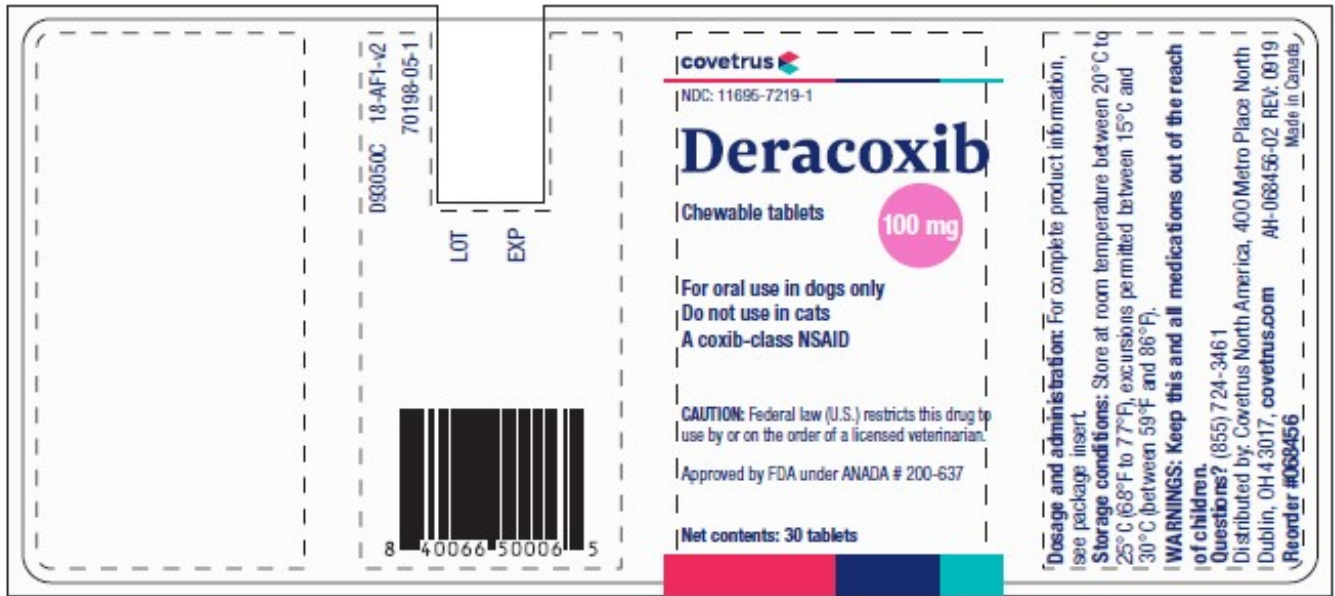 D93050C 18-AF1-v2
70198-05-1
LOT
EXP
8 40066 50006 5
covetrus
NDC: 11695-7219-1
Deracoxib
Chewable tablets
100 mg
For oral use in dogs only
Do not use in cats
A coxib-class NSAID
CAUTION: Federal law (U.S.) restricts this drug to
use by or on the order of a licensed veterinarian.
Approved by FDA under ANADA # 200-637
Net contents: 30 tablets
Dosage and administration: For complete product information,
see package insert.
Storage conditions: Store at room temperature between 20°C to
25°C (68°F to 77°F), excursions permitted between 15°C and
30°C (between 59°F and 86°F).
WARNINGS: Keep this and all medications out of the reach
of children.
Questions? (855) 724-3461
Distributed by: Covetrus North America, 400 Metro Place North
Dublin, OH 43017, covetrus.com AH-068456-02 REV: 0919
Reorder #068456 Made in Canada